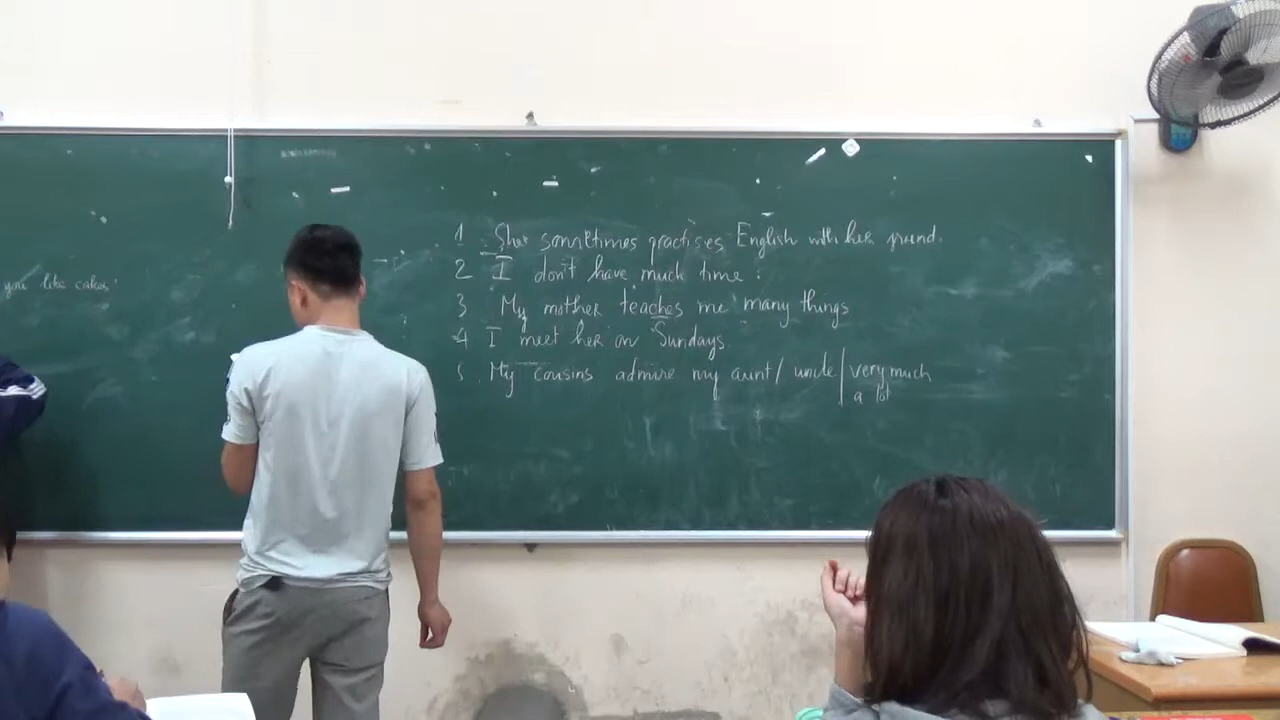 you like cakes
1 She sometimes practises English with her friend.
2 I don't have much time.
3 My mother teaches me many things
4 I meet her on Sundays.
5. My cousins admire my aunt/ uncle | very much
a lot